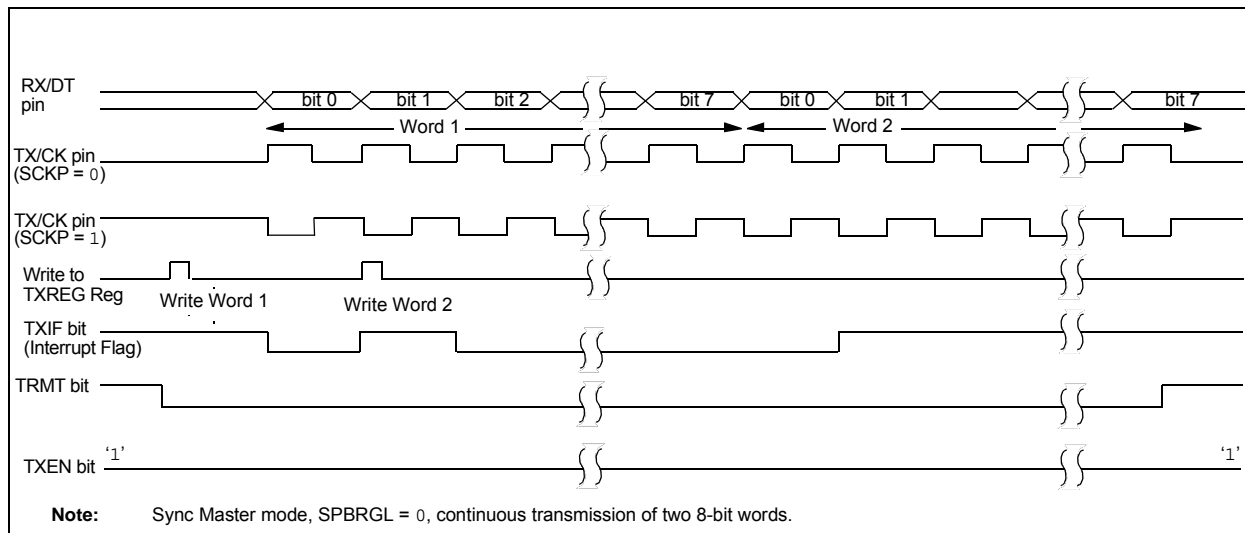 RX/DT
pin
bit 0 bit 1 bit 2 bit 7 bit 0 bit 1 bit 7
Word 1 Word 2
TX/CK pin
(SCKP = 0)
TX/CK pin
(SCKP = 1)
Write to
TXREG Reg
Write Word 1 Write Word 2
TXIF bit
(Interrupt Flag)
TRMT bit
TXEN bit
‘1’ ‘1’
Note: Sync Master mode, SPBRGL = 0, continuous transmission of two 8-bit words.